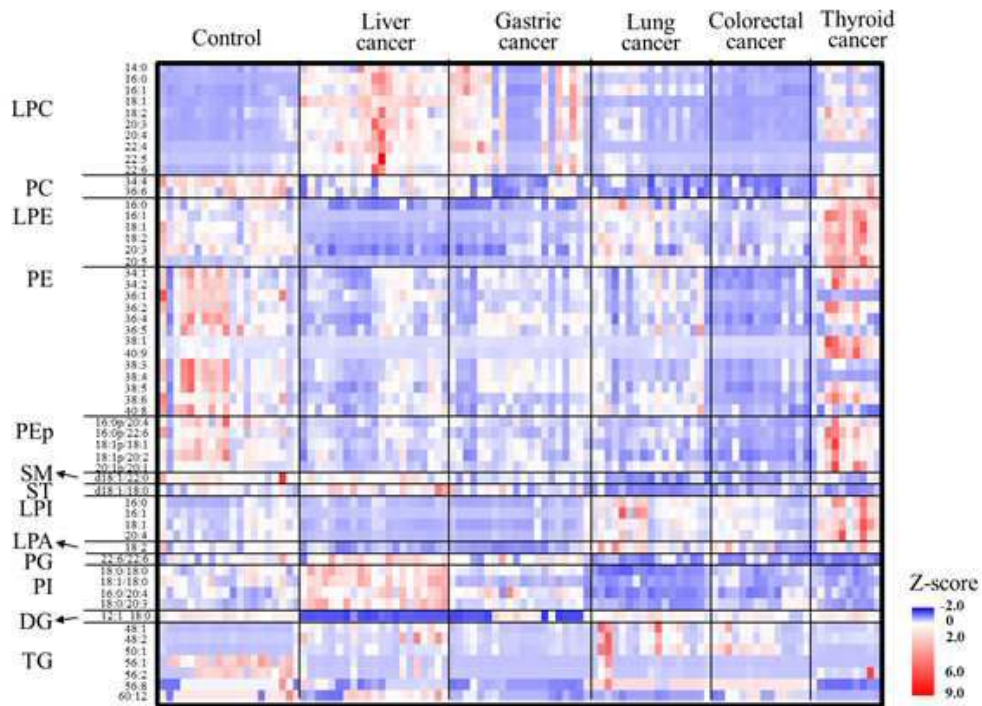 Control
Liver cancer
Gastric cancer
Lung cancer
Colorectal cancer
Thyroid cancer
LPC
14:0
16:0
16:1
18:1
18:2
20:3
20:4
22:4
22:5
22:6
PC
34:4
36:6
LPE
16:0
16:1
18:1
18:2
20:3
20:5
PE
34:1
34:2
36:1
36:2
36:4
36:5
38:1
40:9
38:3
38:4
38:5
38:6
40:8
PEp
16:0p/20:4
16:0p/22:6
18:1p/18:1
18:1p/20:2
20:1p/20:1
SM
d18:1/22:0
ST
d18:1/18:0
LPI
16:0
16:1
18:1
20:4
LPA
18:2
PG
22:6/22:6
PI
18:0/18:0
18:1/18:0
16:0/20:4
18:0/20:3
DG
12:1 18:0
TG
48:1
48:2
50:1
56:1
56:2
56:8
60:12
Z-score
-2.0
0
2.0
6.0
9.0